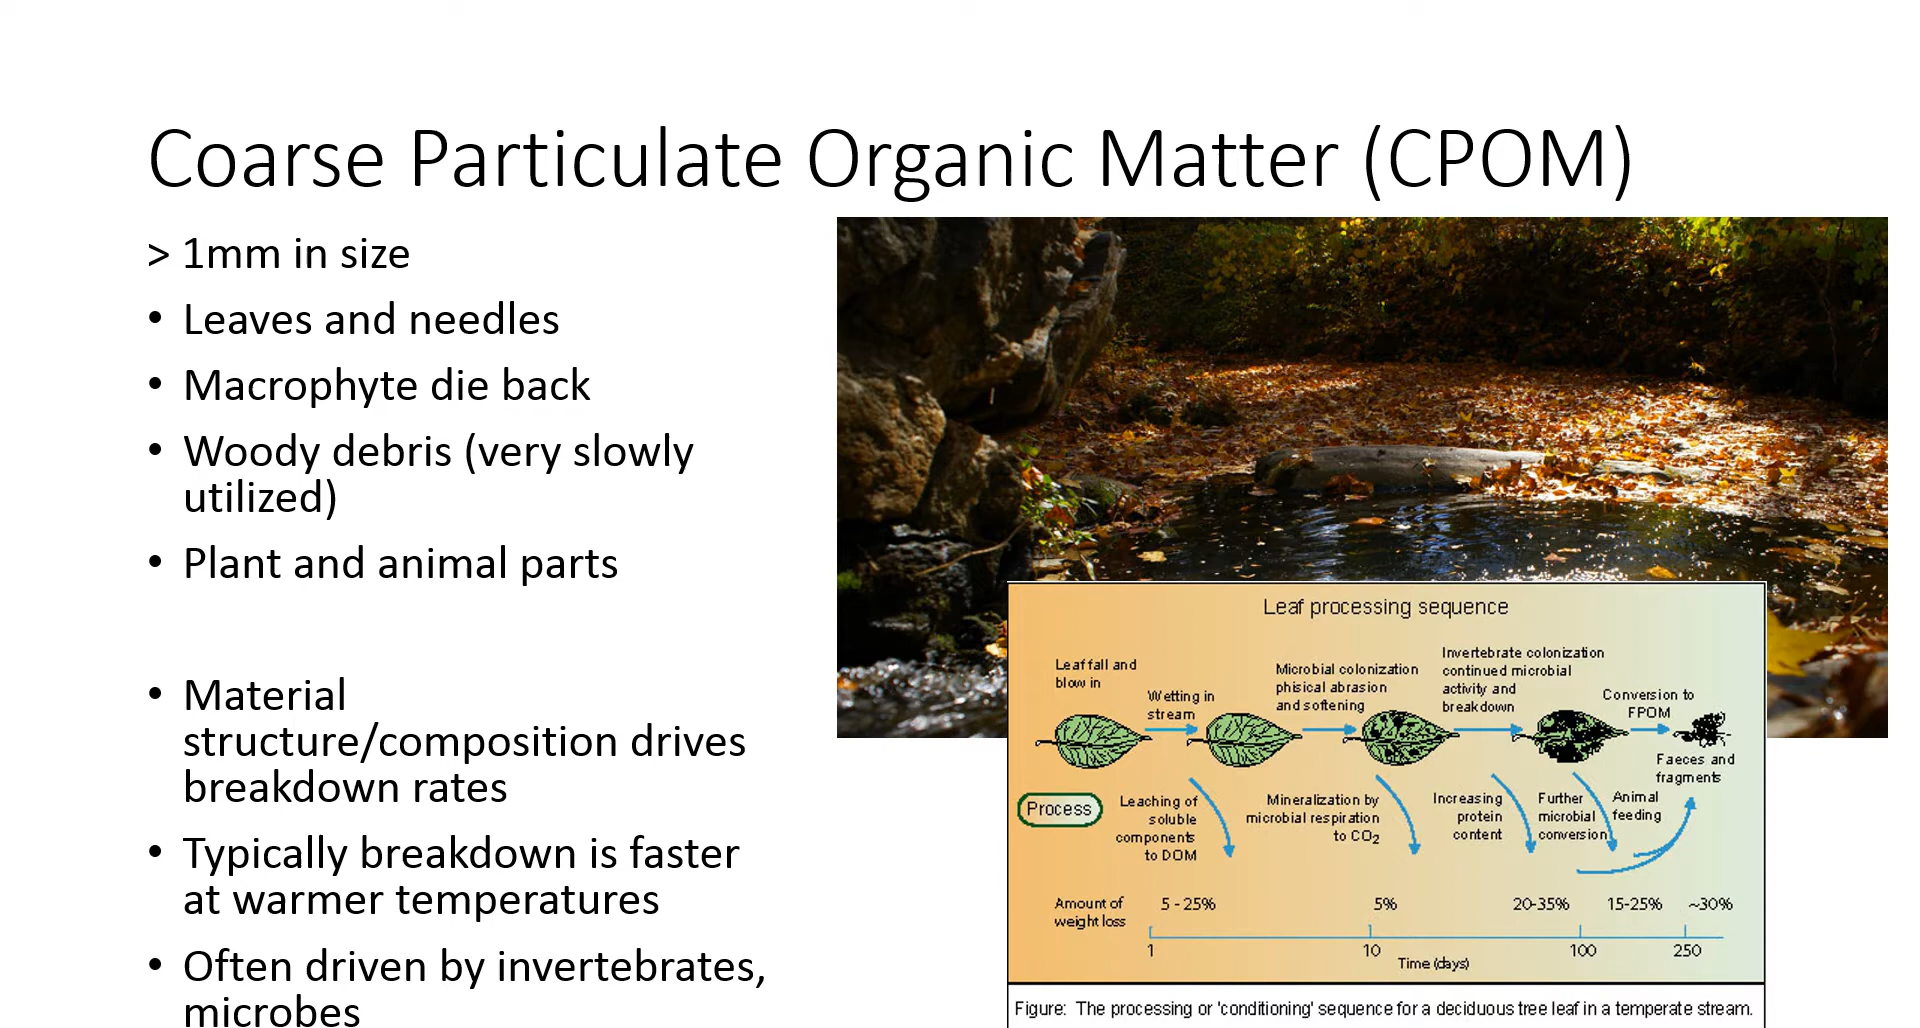 Coarse Particulate Organic Matter (CPOM)
> 1mm in size
• Leaves and needles
• Macrophyte die back
• Woody debris (very slowly
utilized)
• Plant and animal parts
• Material
structure/composition drives
breakdown rates
• Typically breakdown is faster
at warmer temperatures
• Often driven by invertebrates,
microbes
Leaf processing sequence
Leaf fall and
blow in
Wetting in
stream
Microbial colonization
phisical abrasion
and softening
Invertebrate colonization
continued microbial
activity and
breakdown
Conversion to
FPOM
Faeces and
fragments
Process
Leaching of
soluble
components
to DOM
Mineralization by
microbial respiration
to CO2
Increasing
protein
content
Further
microbial
conversion
Animal
feeding
Amount of
weight loss
5 - 25%
5%
20-35%
15-25%
~30%
1
10
100
250
Time (days)
Figure: The processing or 'conditioning' sequence for a deciduous tree leaf in a temperate stream.